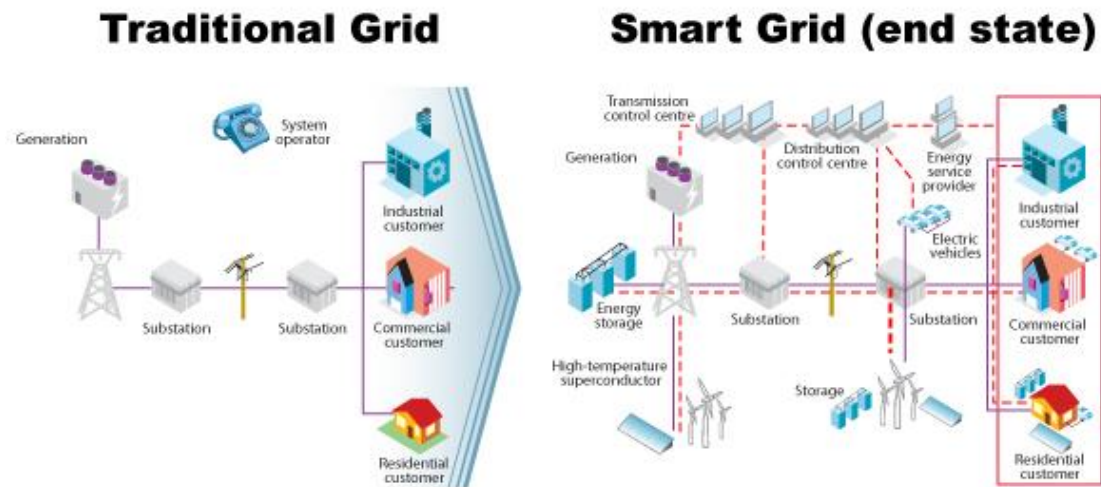 Traditional Grid
Smart Grid (end state)
Generation
System
operator
Industrial
customer
Substation
Substation
Commercial
customer
Residential
customer
Transmission
control centre
Generation
Distribution
control centre
Energy
service
provider
Industrial
customer
Electric
vehicles
Energy
storage
Substation
Substation
Commercial
customer
High-temperature
superconductor
Storage
Residential
customer